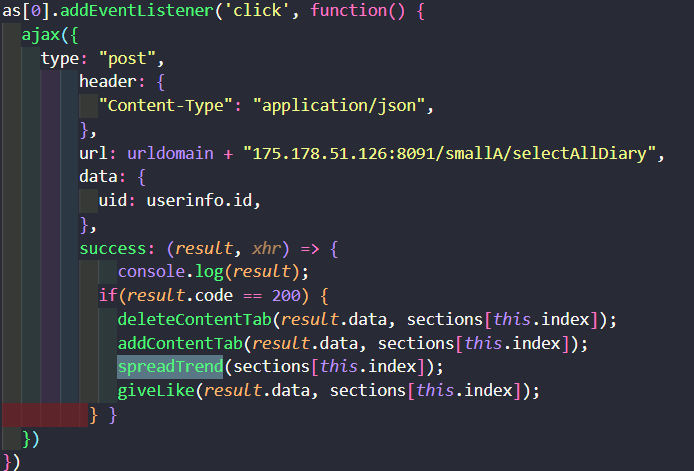 as[0].addEventListener('click', function() {
ajax({
type: "post",
header: {
"Content-Type": "application/json",
},
url: urldomain + "175.178.51.126:8091/smallA/selectAllDiary",
data: {
uid: userinfo.id,
},
success: (result, xhr) => {
console.log(result);
if(result.code == 200) {
deleteContentTab(result.data, sections[this.index]);
addContentTab(result.data, sections[this.index]);
spreadTrend(sections[this.index]);
giveLike(result.data, sections[this.index]);
} }
})
})